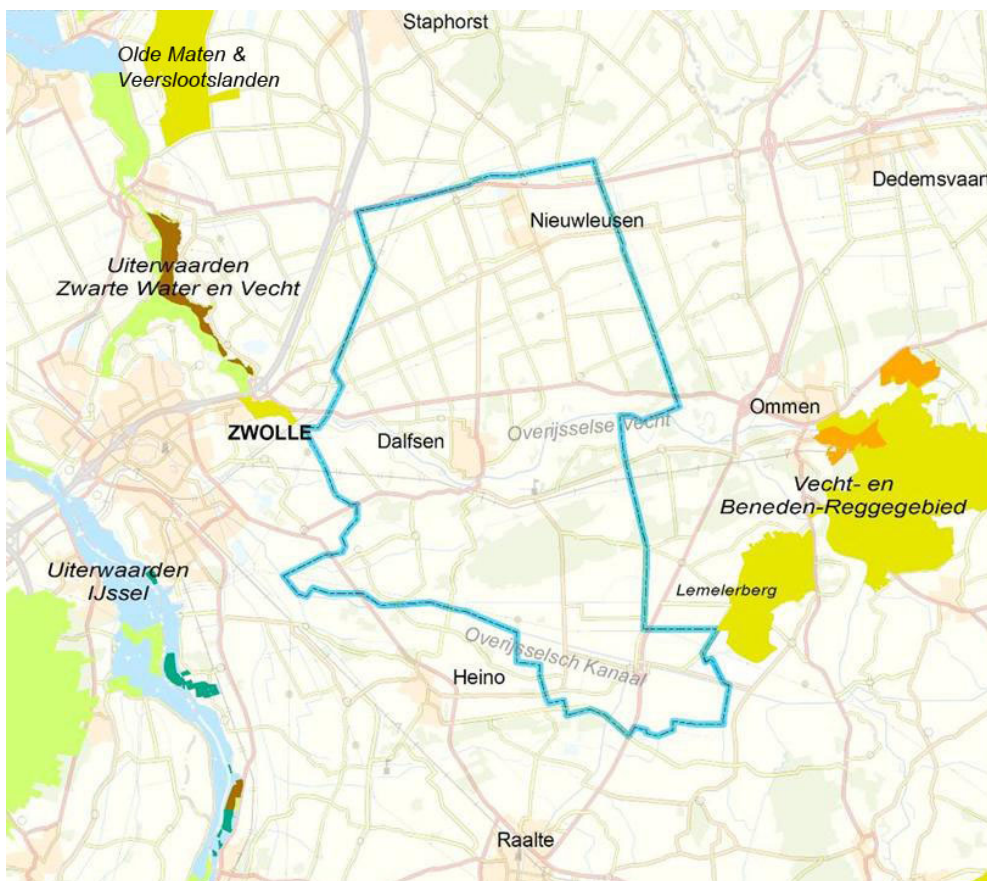 Staphorst
Olde Maten &
Veerslootslanden
Dedemsvaart
Nieuwleusen
Uiterwaarden
Zwarte Water en Vecht
Ommen
ZWOLLE
Dalfsen
Overijsselse Vecht
Vecht- en
Beneden-Reggegebied
Uiterwaarden
IJssel
Lemelerberg
Overijsselsch Kanaal
Heino
Raalte